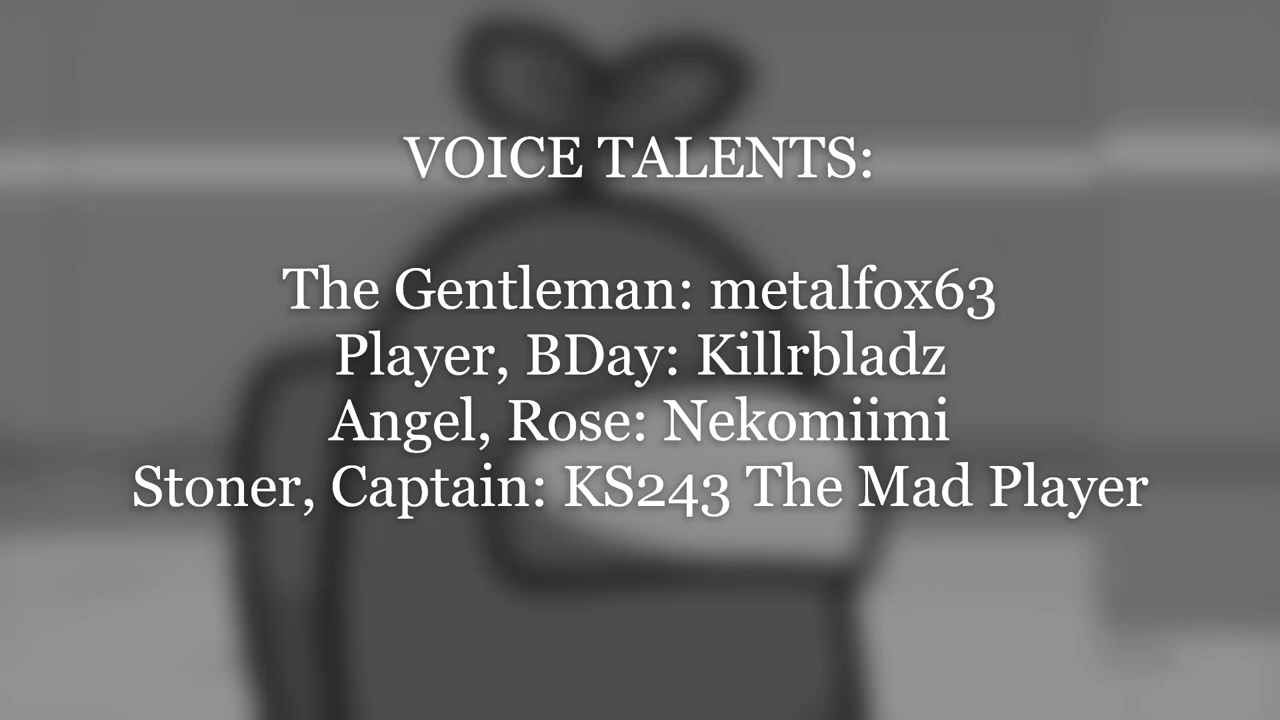 VOICE TALENTS:
The Gentleman: metalfox63
Player, BDay: Killrbladz
Angel, Rose: Nekomiimi
Stoner, Captain: KS243 The Mad Player